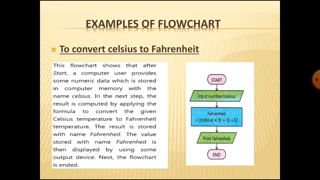 EXAMPLES OF FLOWCHART
To convert celsius to Fahrenheit
This flowchart shows that after
Start, a computer user provides
some numeric data which is stored
in computer memory with the
name celsius. In the next step, the
result is computed by applying the
formula to convert the given
Celsius temperature to Fahrenheit
temperature. The result is stored
with name Fahrenheit. The value
stored with name Fahrenheit is
then displayed by using some
output device. Next, the flowchart
is ended.
START
Input number/celsius
Fahrenheit
Print Fahrenheit
END